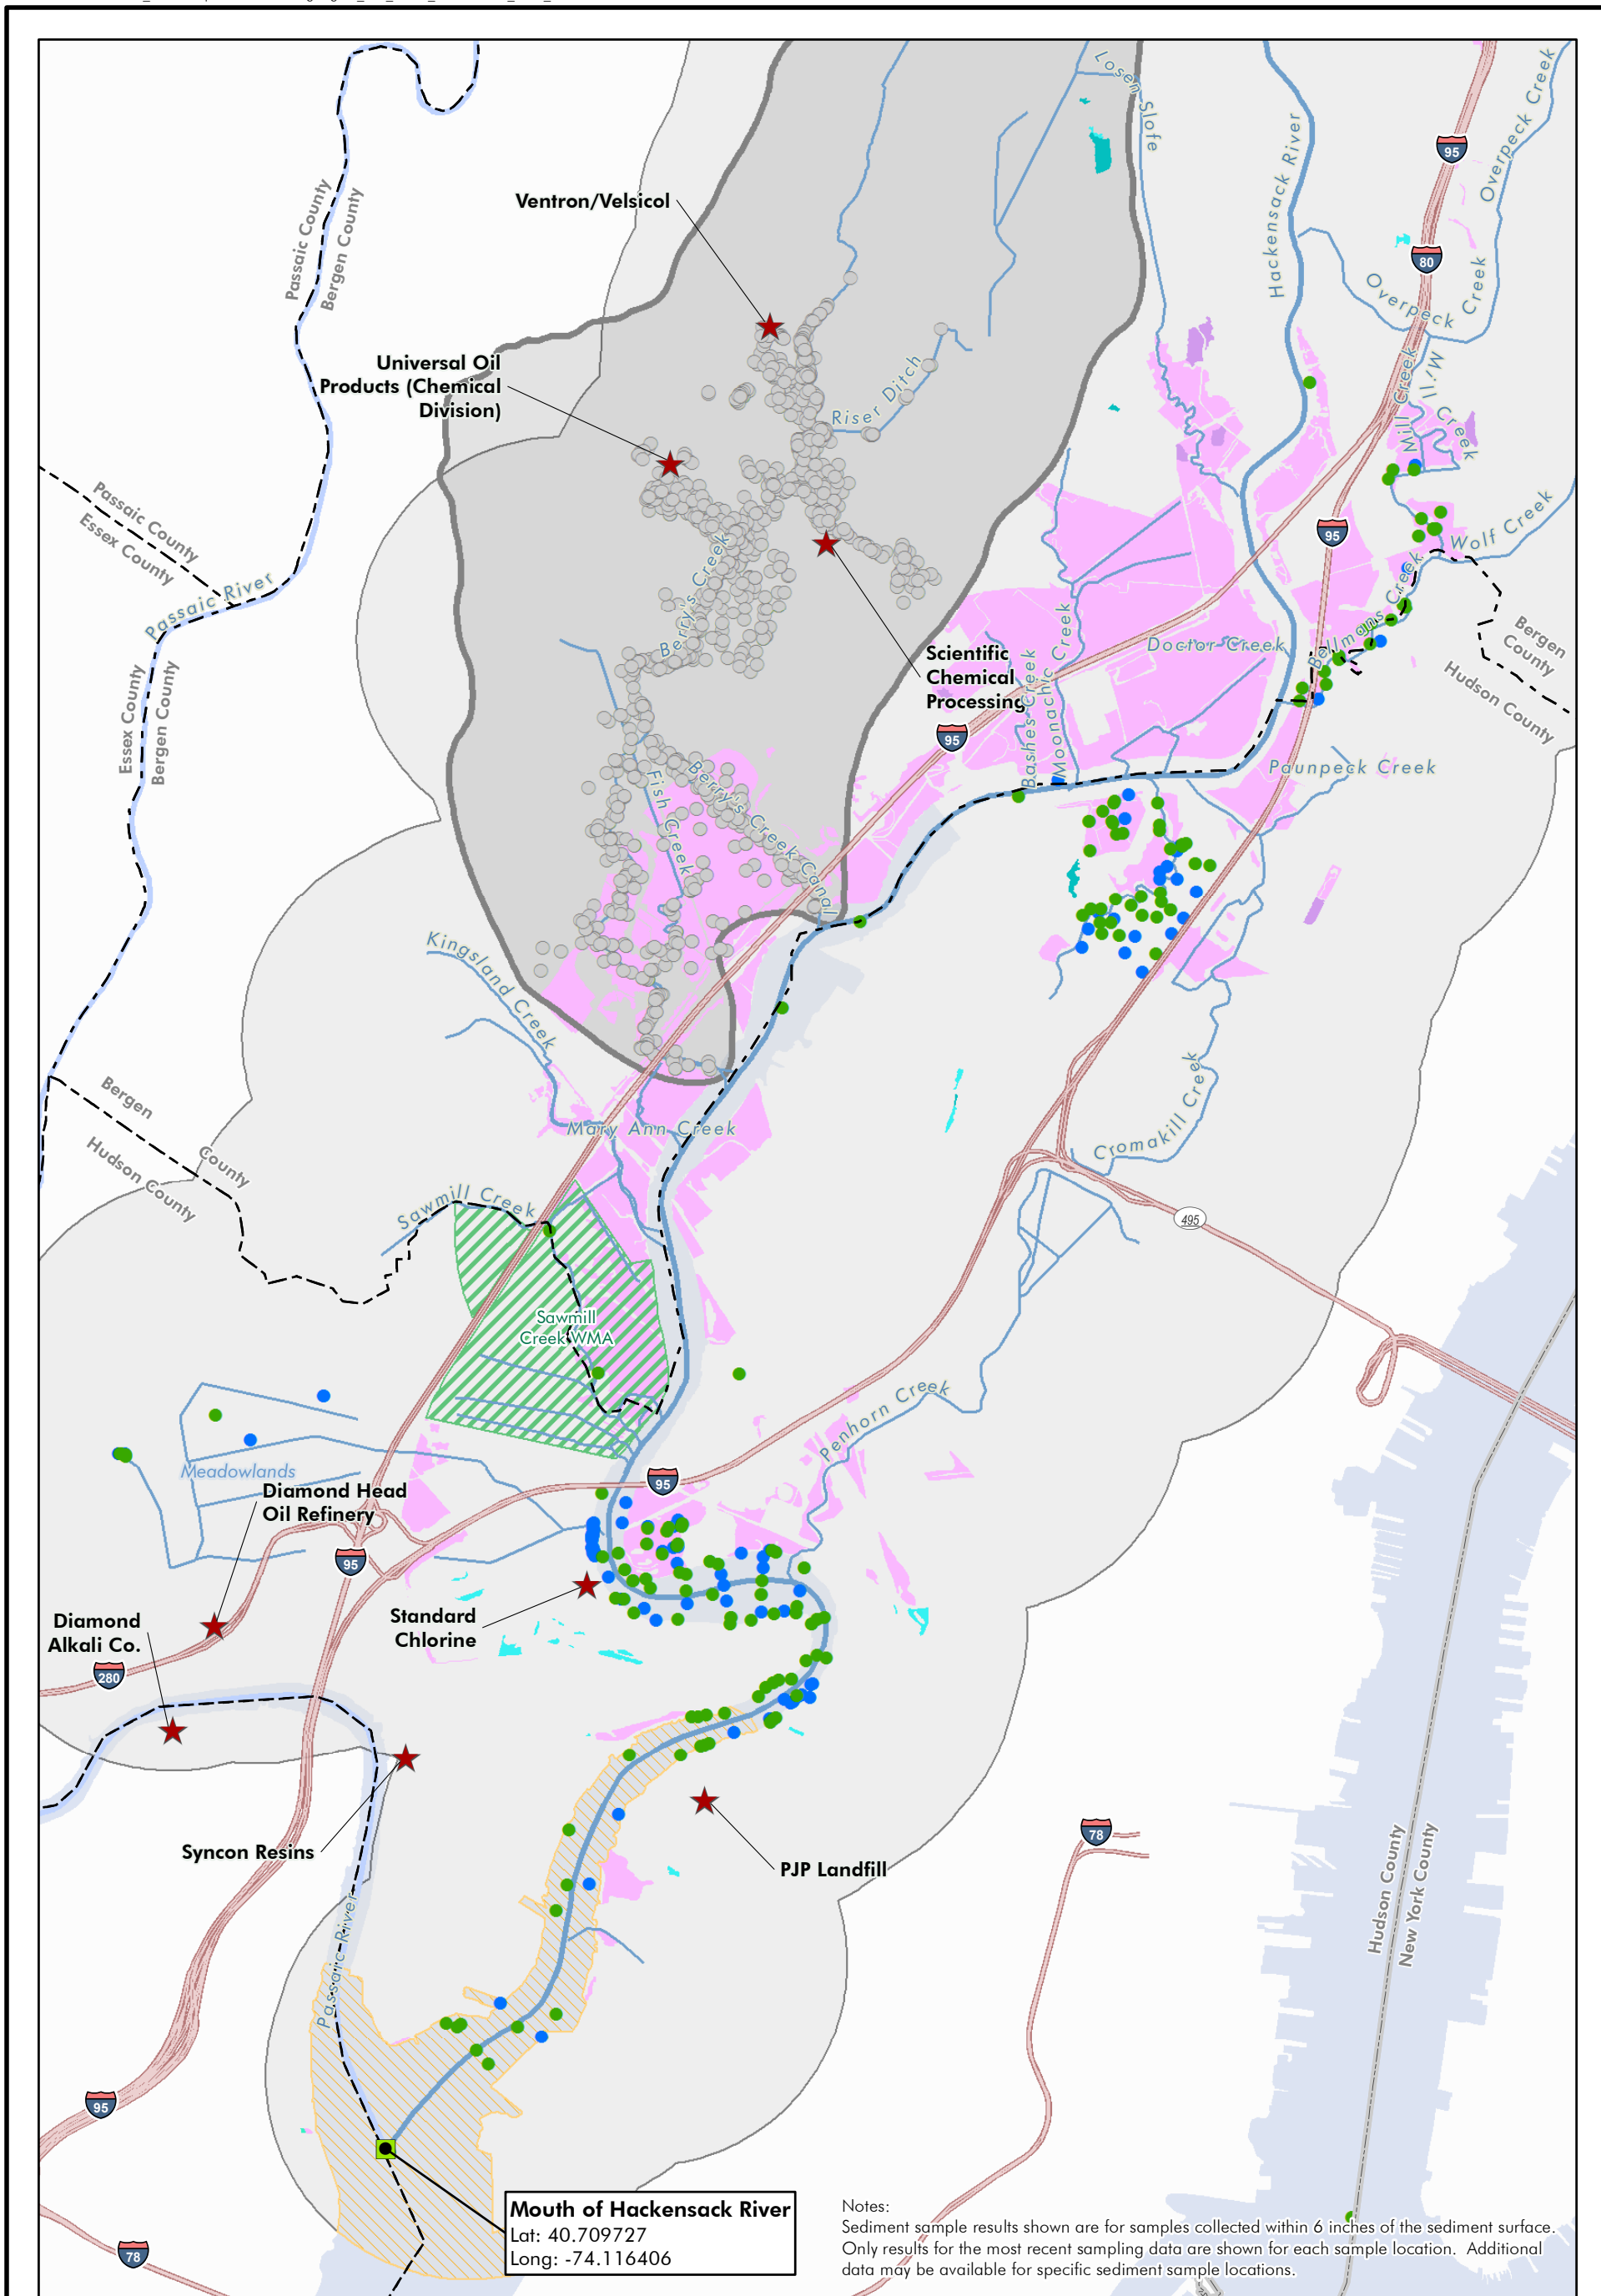 Losen Slofe
Hackensack River
Overpeck Creek
95
Ventron/Velsicol
Passaic County
Bergen County
80
Overpeck Creek
Universal Oil
Products (Chemical
Division)
Riser Ditch
Mill Creek
Mill Creek
Passaic County
Essex County
95
Wolf Creek
Passaic River
Berry's Creek
Bellmans Creek
Bergen
County
Hudson County
Essex County
Bergen County
Scientific
Chemical
Processing
Doctor Creek
Bashes Creek
Moonachic Creek
95
Paunpeck Creek
Fish Creek
Berry's Creek Canal
Kingsland Creek
Bergen
County
Hudson County
Mary Ann Creek
Cromakill Creek
Sawmill Creek
495
Sawmill
Creek WMA
Penhorn Creek
Meadowlands
Diamond Head
Oil Refinery
95
95
Diamond
Alkali Co.
Standard
Chlorine
280
Syncon Resins
PJP Landfill
78
Hudson County
New York County
Passaic River
95
78
Mouth of Hackensack River
Lat: 40.709727
Long: -74.116406
Notes:
Sediment sample results shown are for samples collected within 6 inches of the sediment surface.
Only results for the most recent sampling data are shown for each sample location. Additional
data may be available for specific sediment sample locations.